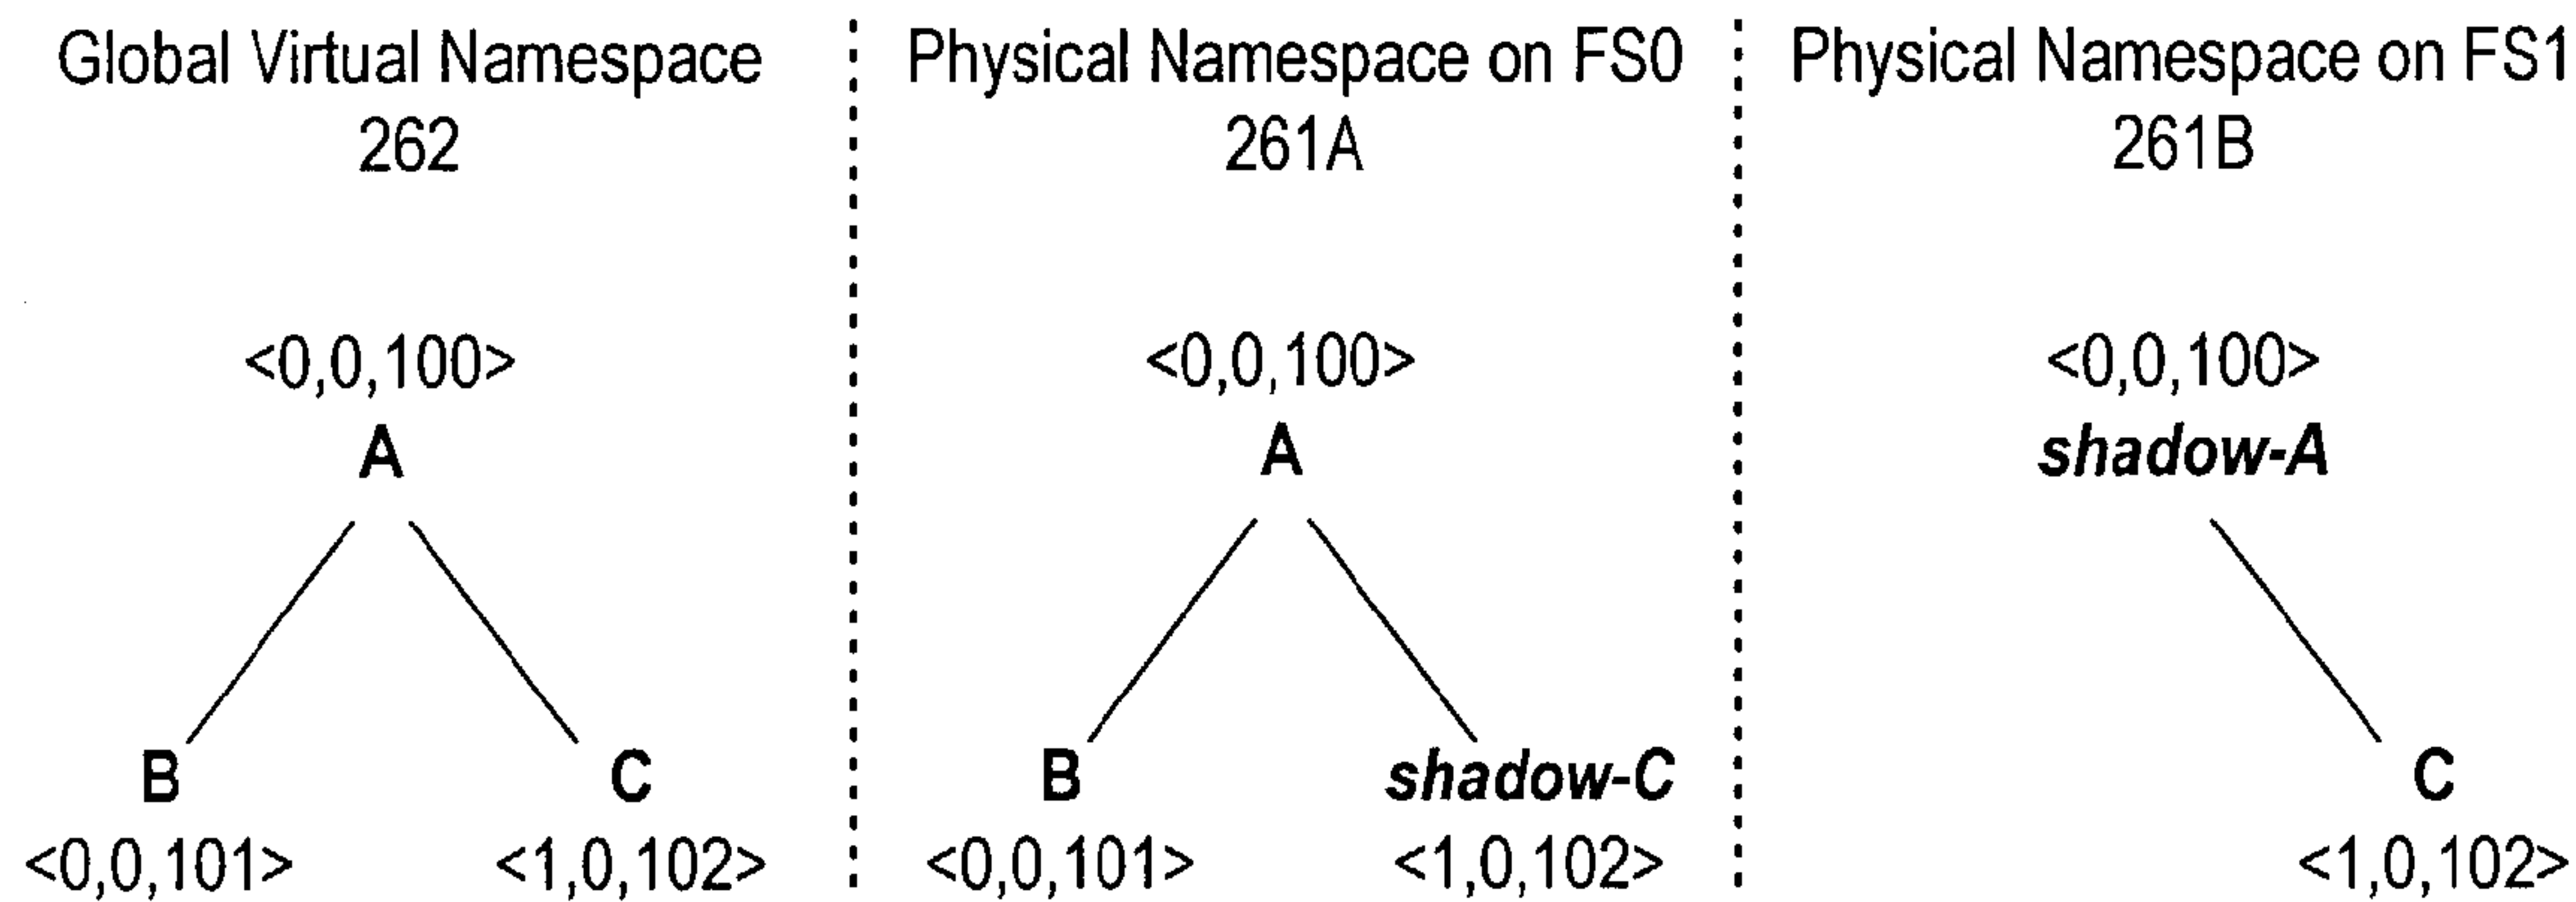 Global Virtual Namespace
262
<0,0,100>
A
B
C
<0,0,101>
<1,0,102>
Physical Namespace on FS0
261A
<0,0,100>
A
B
shadow-C
<0,0,101>
<1,0,102>
Physical Namespace on FS1
261B
<0,0,100>
shadow-A
C
<1,0,102>